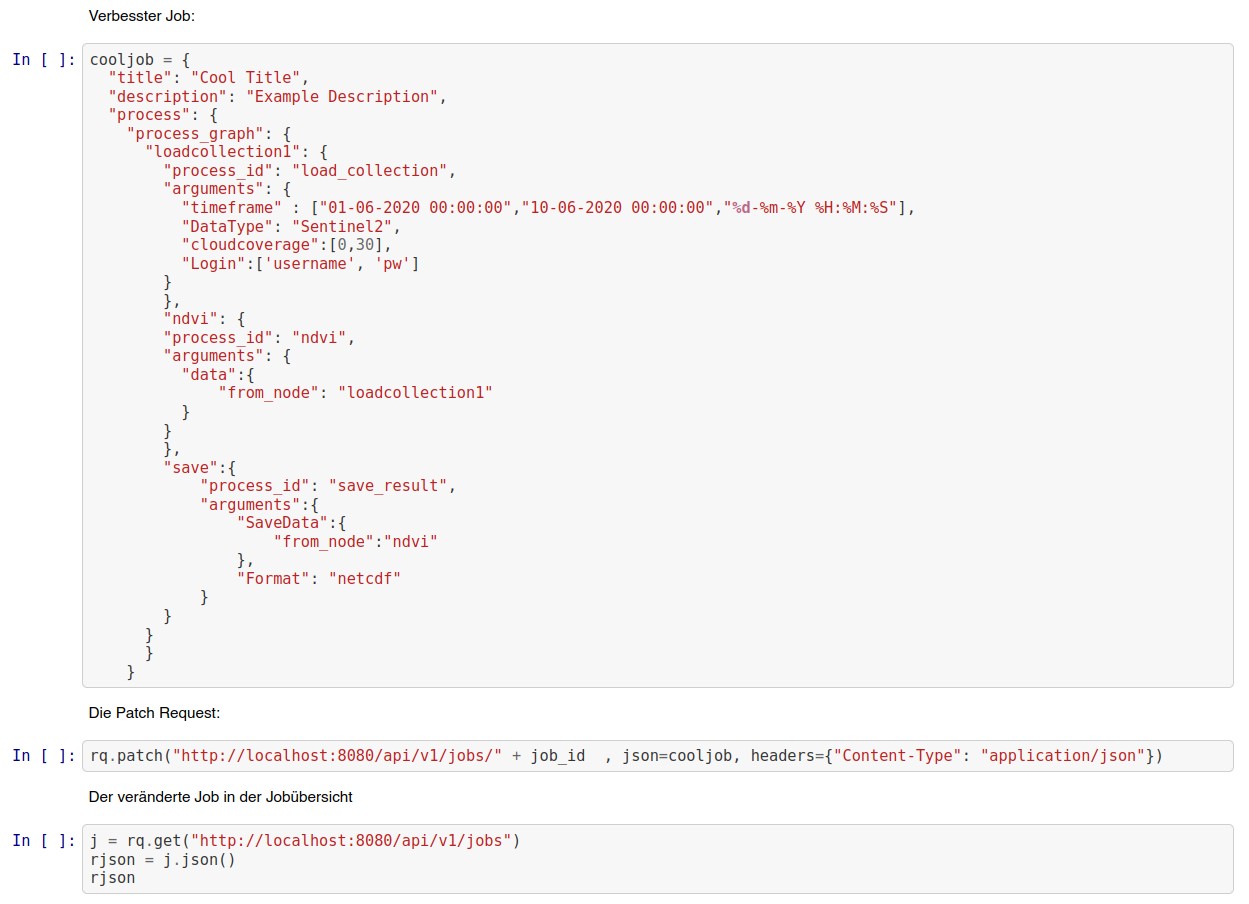 Verbesster Job:
In [ ]:
cooljob = {
  "title": "Cool Title",
  "description": "Example Description",
  "process": {
    "process_graph": {
      "loadcollection1": {
        "process_id": "load_collection",
        "arguments": {
          "timeframe" : ["01-06-2020 00:00:00","10-06-2020 00:00:00","%d-%m-%Y %H:%M:%S"],
          "DataType": "Sentinel2",
          "cloudcoverage":[0,30],
          "Login":['username', 'pw']
        }
        },
        "ndvi": {
        "process_id": "ndvi",
        "arguments": {
          "data":{
              "from_node": "loadcollection1"
          }
        }
        },
        "save":{
            "process_id": "save_result",
            "arguments":{
                "SaveData":{
                    "from_node":"ndvi"
                },
                "Format": "netcdf"
            }
        }
      }
      }
    }
Die Patch Request:
In [ ]:
rq.patch("http://localhost:8080/api/v1/jobs/" + job_id  , json=cooljob, headers={"Content-Type": "application/json"})
Der veränderte Job in der Jobübersicht
In [ ]:
j = rq.get("http://localhost:8080/api/v1/jobs")
rjson = j.json()
rjson